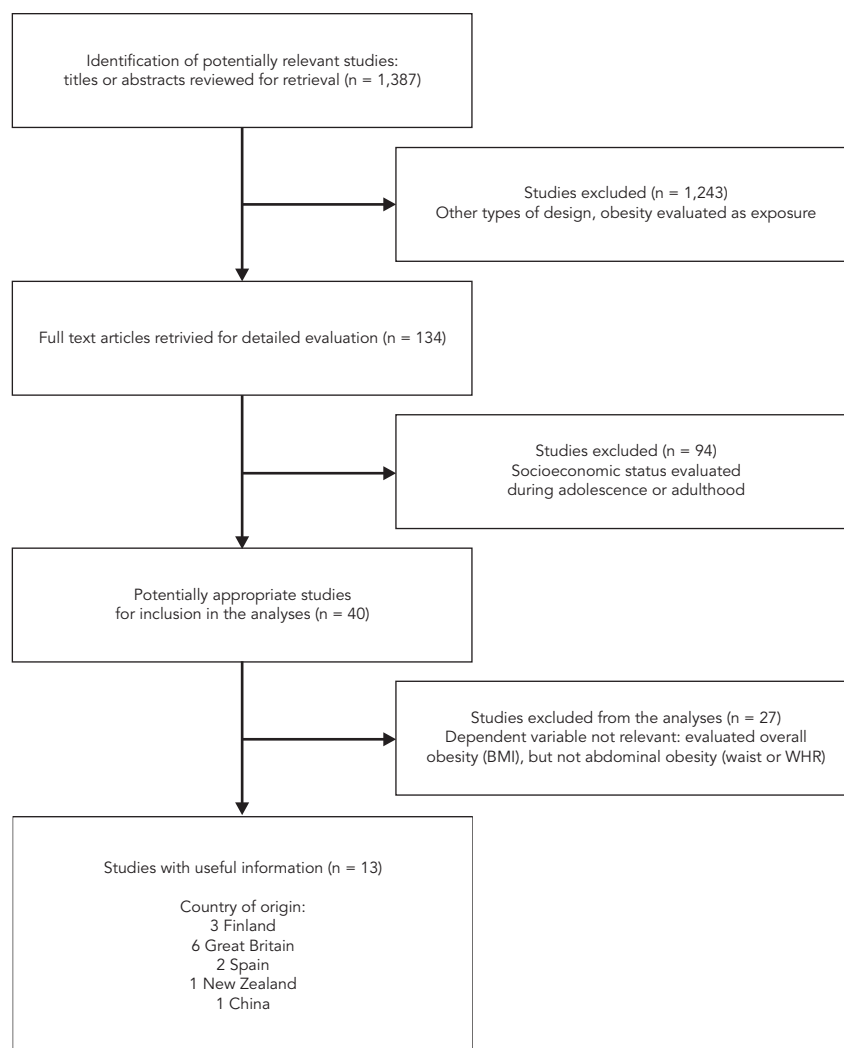 Identification of potentially relevant studies:
titles or abstracts reviewed for retrieval (n = 1,387)
Studies excluded (n = 1,243)
Other types of design, obesity evaluated as exposure
Full text articles retrivied for detailed evaluation (n = 134)
Studies excluded (n = 94)
Socioeconomic status evaluated
during adolescence or adulthood
Potentially appropriate studies
for inclusion in the analyses (n = 40)
Studies excluded from the analyses (n = 27)
Dependent variable not relevant: evaluated overall
obesity (BMI), but not abdominal obesity (waist or WHR)
Studies with useful information (n = 13)
Country of origin:
3 Finland
6 Great Britain
2 Spain
1 New Zealand
1 China